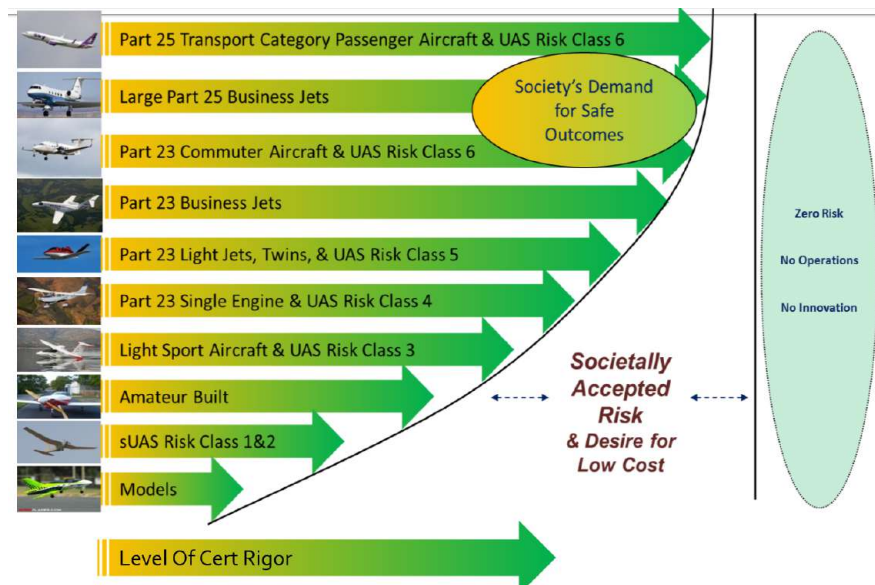 Part 25 Transport Category Passenger Aircraft & UAS Risk Class 6
Large Part 25 Business Jets
Society's Demand
for Safe
Outcomes
Part 23 Commuter Aircraft & UAS Risk Class 6
Part 23 Business Jets
Zero Risk
Part 23 Light Jets, Twins, & UAS Risk Class 5
No Operations
Part 23 Single Engine & UAS Risk Class 4
No Innovation
Light Sport Aircraft & UAS Risk Class 3
Societally
Accepted
Risk
& Desire for
Low Cost
Amateur Built
sUAS Risk Class 1&2
Models
Level Of Cert Rigor